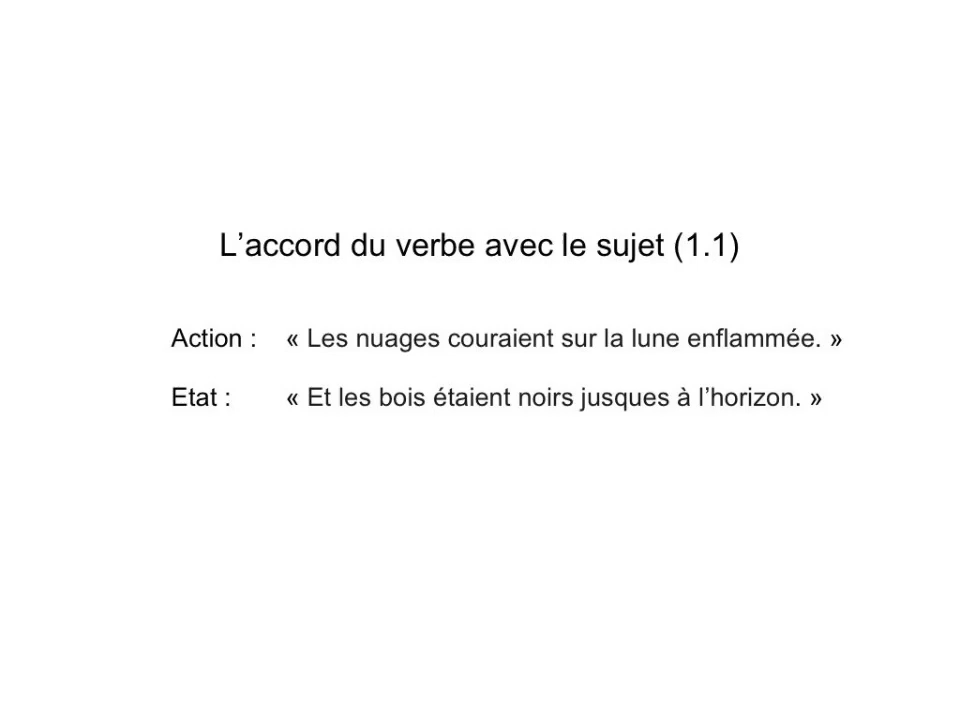 L’accord du verbe avec le sujet (1.1)
Action : « Les nuages couraient sur la lune enflammée. »
Etat : « Et les bois étaient noirs jusques à l’horizon. »